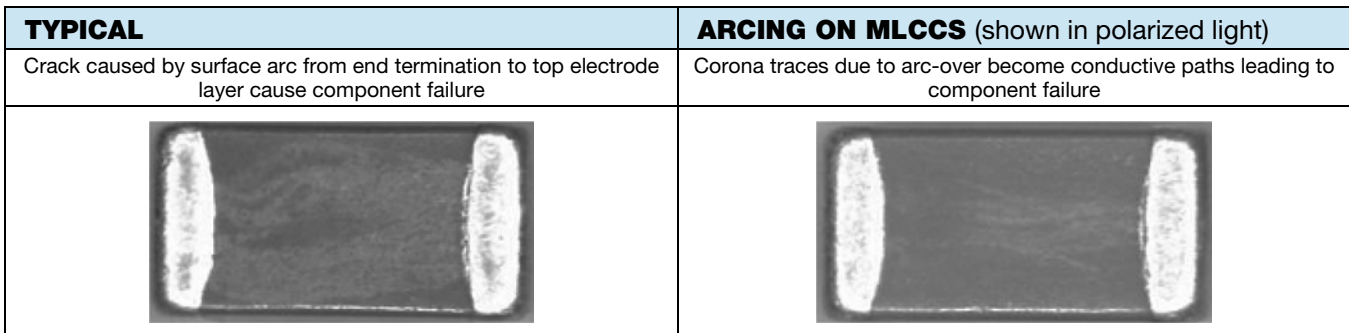 TYPICAL
ARCING ON MLCCS (shown in polarized light)
Crack caused by surface arc from end termination to top electrode
layer cause component failure
Corona traces due to arc-over become conductive paths leading to
component failure